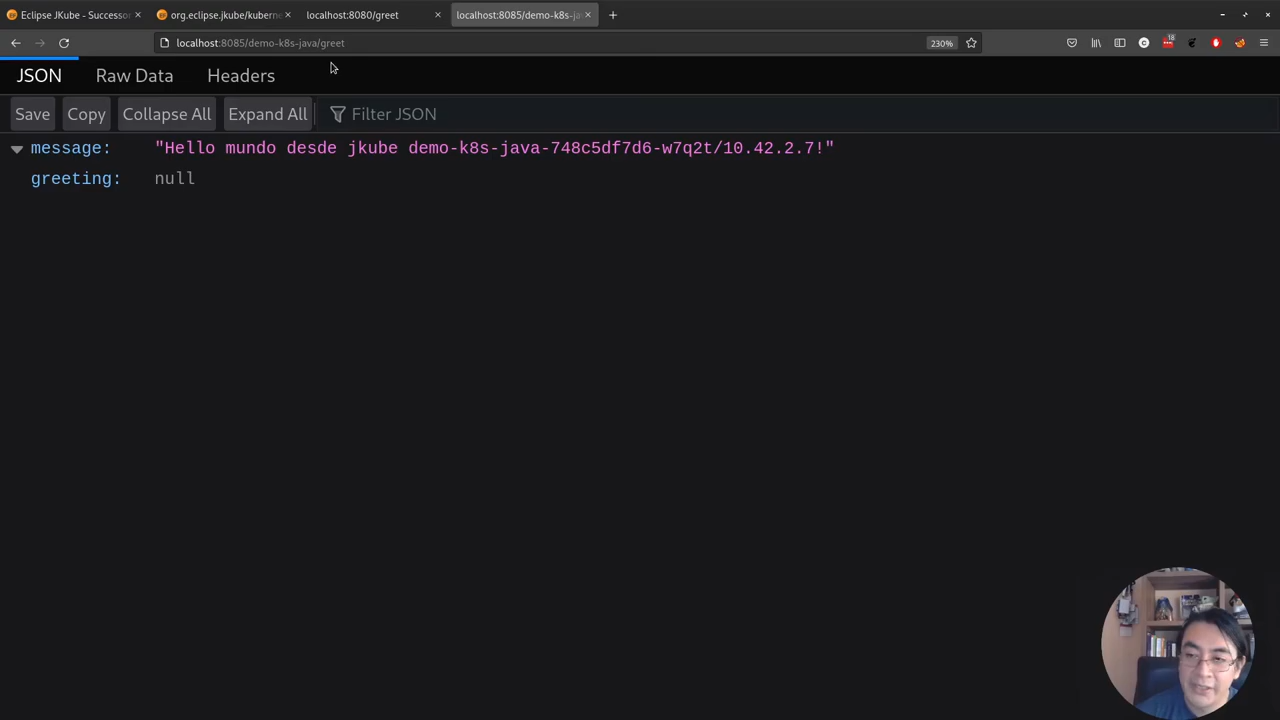 Eclipse JKube - Successor
org.eclipse.jkube/kuberne
localhost:8080/greet
localhost:8085/demo-k8s-ja
localhost:8085/demo-k8s-java/greet
230%
18
JSON Raw Data Headers
Save Copy Collapse All Expand All Filter JSON
message: "Hello mundo desde jkube demo-k8s-java-748c5df7d6-w7q2t/10.42.2.7!"
greeting: null